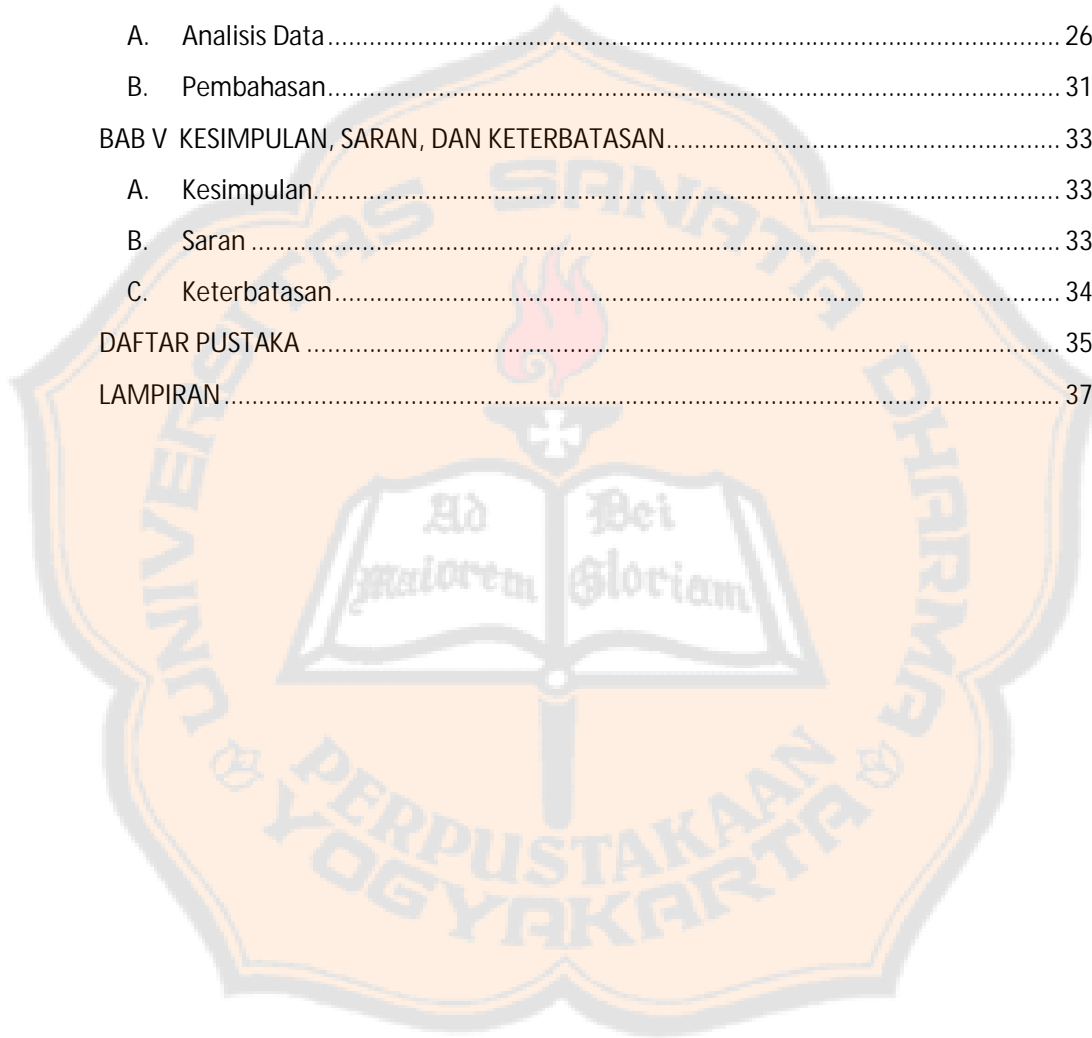 A. Analisis Data ........................................................................................................ 26
B. Pembahasan ........................................................................................................ 31
BAB V KESIMPULAN, SARAN, DAN KETERBATASAN ........................................................ 33
A. Kesimpulan ........................................................................................................ 33
B. Saran ........................................................................................................ 33
C. Keterbatasan ........................................................................................................ 34
DAFTAR PUSTAKA ........................................................................................................ 35
LAMPIRAN ........................................................................................................ 37
UNIVERSITAS SANATA DHARMA
Ad Dei
Maiorem Gloriam
PERPUSTAKAAN
YOGYAKARTA